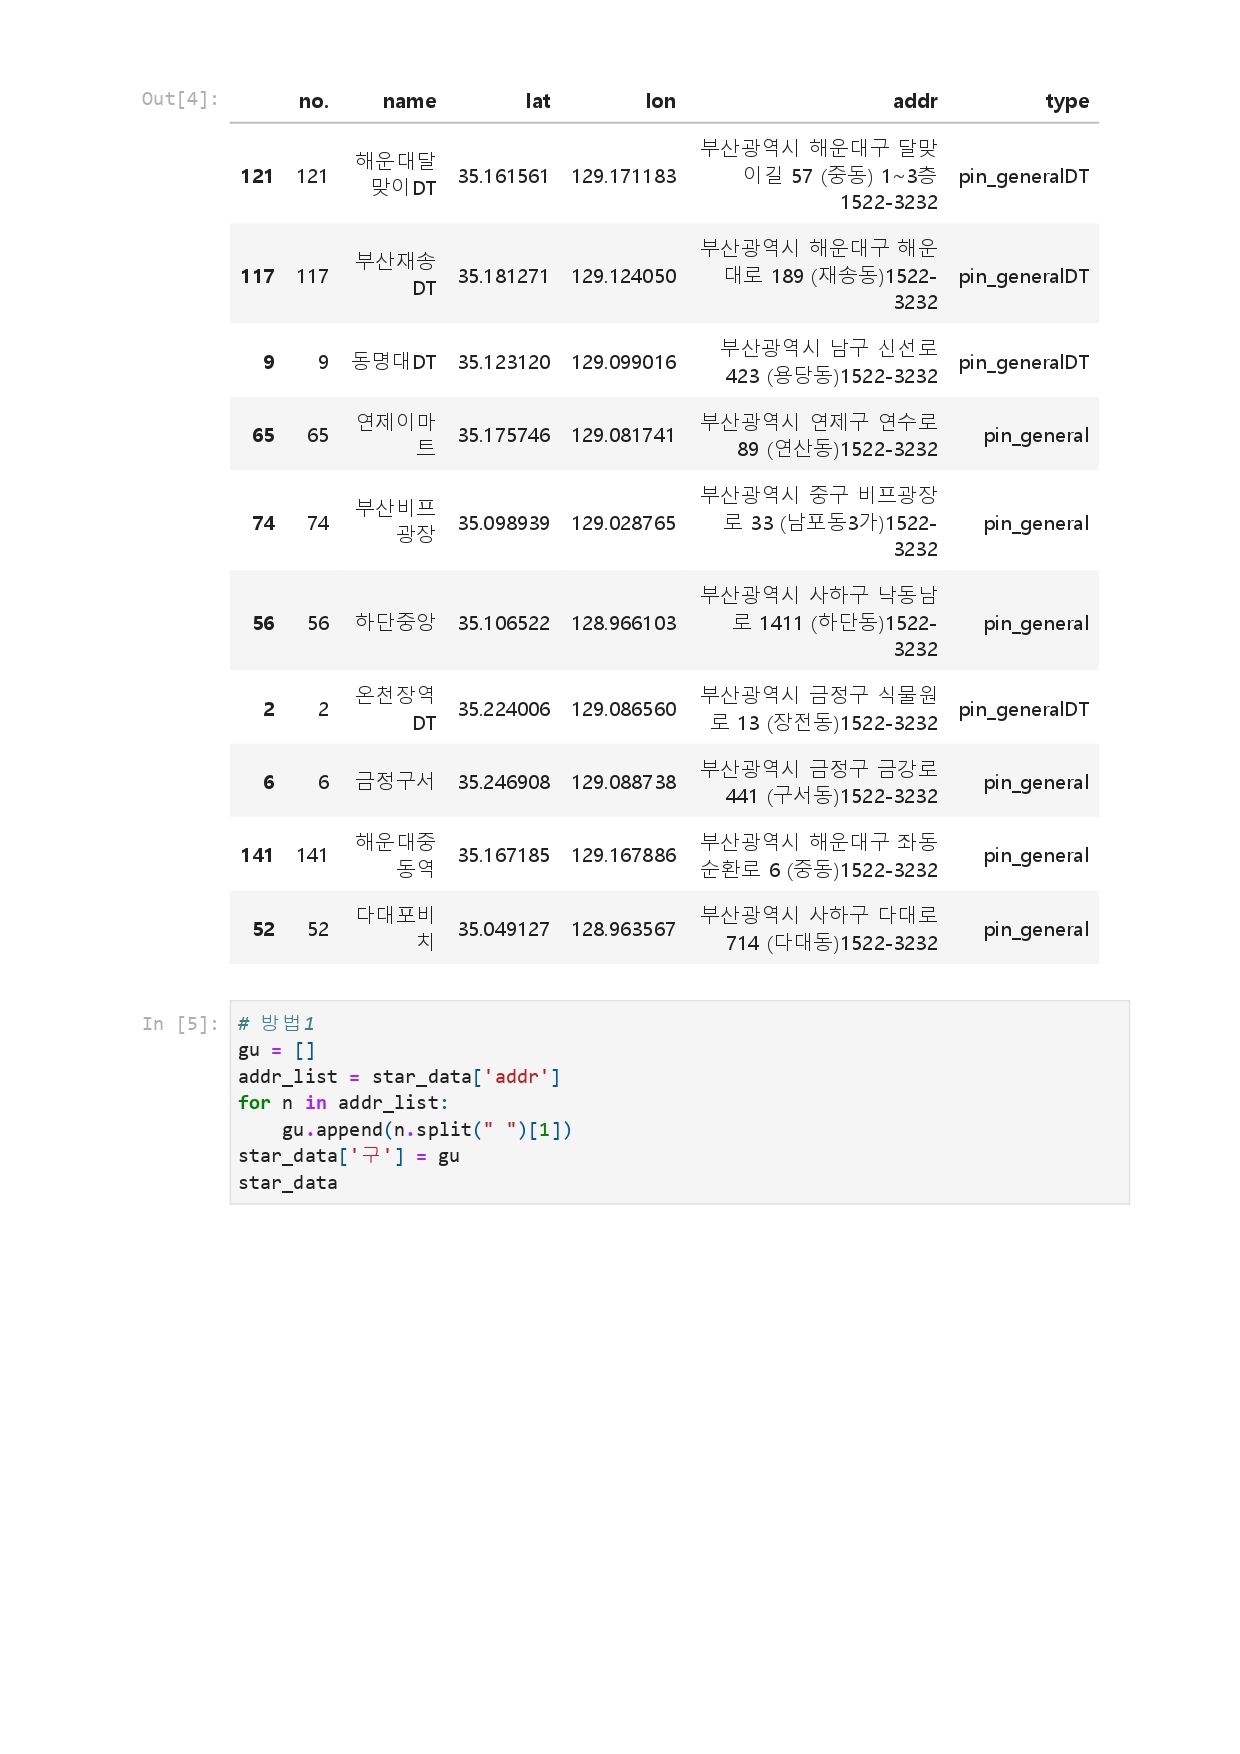 Out[4]:
no. name lat lon addr type
부산광역시 해운대구 달맞
해운대달
121 121 35.161561 129.171183 이길 57 (중동) 1~3층 pin_generalDT
맞이DT
1522-3232
부산광역시 해운대구 해운
부산재송
117 117 35.181271 129.124050 대로 189 (재송동)1522- pin_generalDT
DT
3232
부산광역시 남구 신선로
9 9 동명대DT 35.123120 129.099016 pin_generalDT
423 (용당동)1522-3232
연제이마 부산광역시 연제구 연수로
65 65 35.175746 129.081741 pin_general
트 89 (연산동)1522-3232
부산광역시 중구 비프광장
부산비프
74 74 35.098939 129.028765 로 33 (남포동3가)1522- pin_general
광장
3232
부산광역시 사하구 낙동남
56 56 하단중앙 35.106522 128.966103 로 1411 (하단동)1522- pin_general
3232
온천장역 부산광역시 금정구 식물원
2 2 35.224006 129.086560 pin_generalDT
DT 로 13 (장전동)1522-3232
부산광역시 금정구 금강로
6 6 금정구서 35.246908 129.088738 pin_general
441 (구서동)1522-3232
해운대중 부산광역시 해운대구 좌동
141 141 35.167185 129.167886 pin_general
동역 순환로 6 (중동)1522-3232
다대포비 부산광역시 사하구 다대로
52 52 35.049127 128.963567 pin_general
치 714 (다대동)1522-3232
In [5]:
# 방법1
gu = []
addr_list = star_data['addr']
for n in addr_list:
    gu.append(n.split(" ")[1])
star_data['구'] = gu
star_data